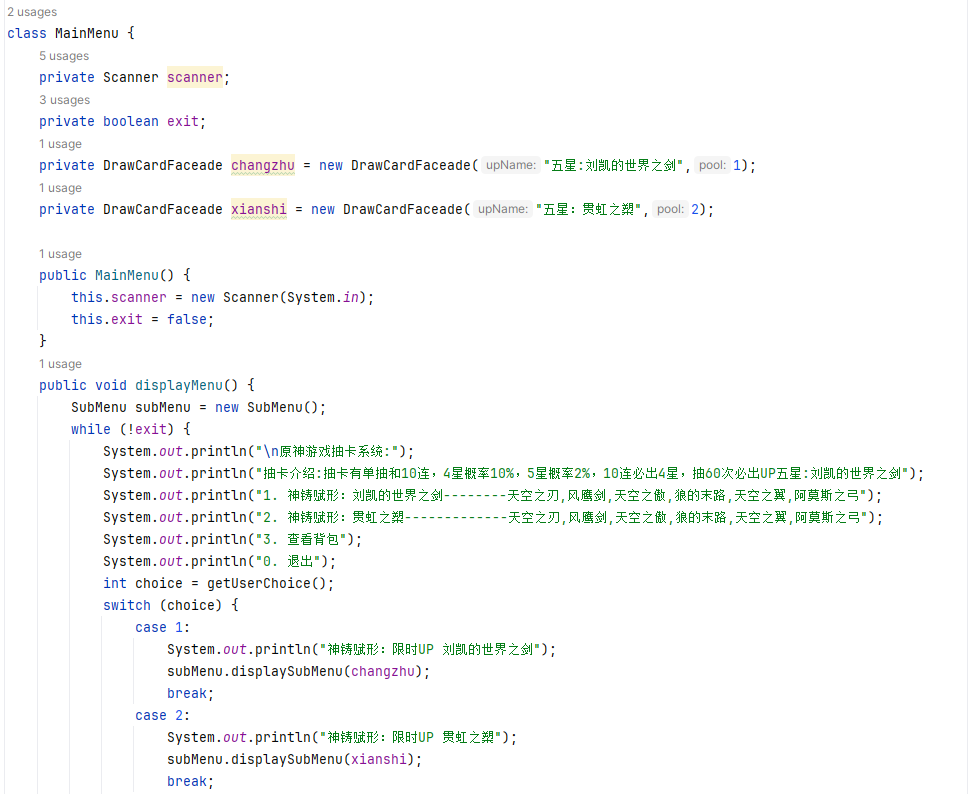 2 usages
class MainMenu {
5 usages
private Scanner scanner;
3 usages
private boolean exit;
1 usage
private DrawCardFaceade changzhu = new DrawCardFaceade( upName: "五星:刘凯的世界之剑", pool: 1);
1 usage
private DrawCardFaceade xianshi = new DrawCardFaceade( upName: "五星：贯虹之槊", pool: 2);
1 usage
public MainMenu() {
this.scanner = new Scanner(System.in);
this.exit = false;
}
1 usage
public void displayMenu() {
SubMenu subMenu = new SubMenu();
while (!exit) {
System.out.println("\n原神游戏抽卡系统:");
System.out.println("抽卡介绍:抽卡有单抽和10连，4星概率10%，5星概率2%，10连必出4星，抽60次必出UP五星:刘凯的世界之剑");
System.out.println("1. 神铸赋形：刘凯的世界之剑--------天空之刃,风鹰剑,天空之傲,狼的末路,天空之翼,阿莫斯之弓");
System.out.println("2. 神铸赋形：贯虹之槊-------------天空之刃,风鹰剑,天空之傲,狼的末路,天空之翼,阿莫斯之弓");
System.out.println("3. 查看背包");
System.out.println("0. 退出");
int choice = getUserChoice();
switch (choice) {
case 1:
System.out.println("神铸赋形：限时UP 刘凯的世界之剑");
subMenu.displaySubMenu(changzhu);
break;
case 2:
System.out.println("神铸赋形：限时UP 贯虹之槊");
subMenu.displaySubMenu(xianshi);
break;